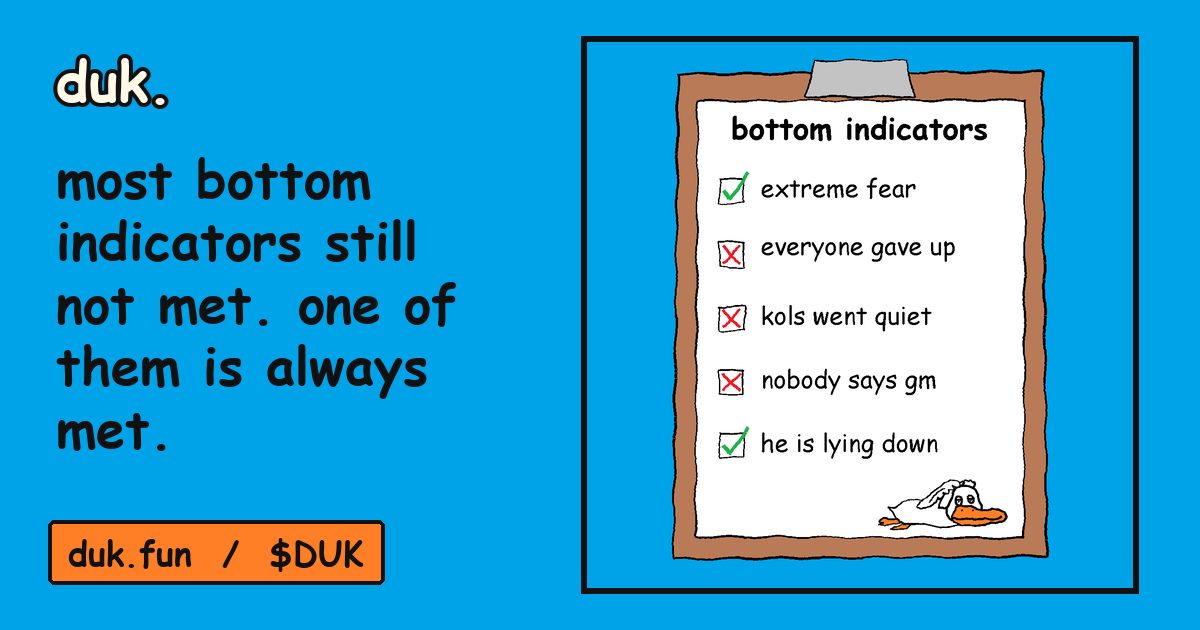 duk.
most bottom
indicators still
not met. one of
them is always
met.
duk.fun / $DUK
bottom indicators
extreme fear
everyone gave up
kols went quiet
nobody says gm
he is lying down